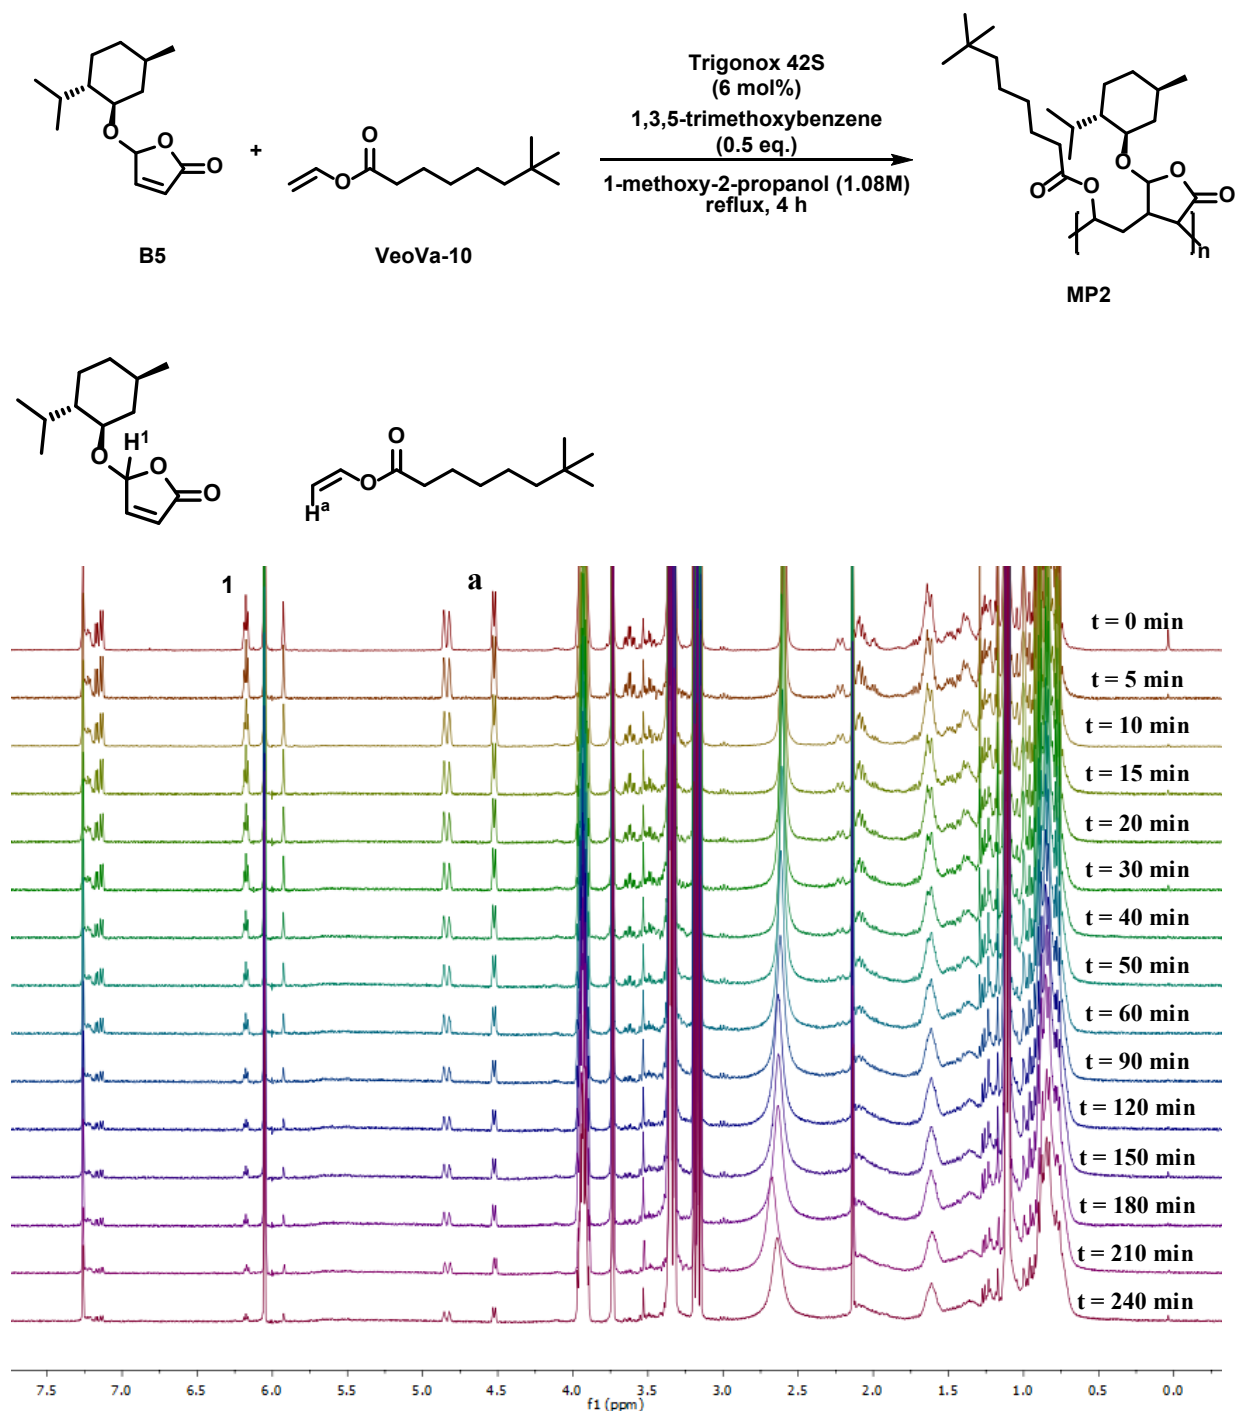 Trigonox 42S
(6 mol%)
1,3,5-trimethoxybenzene
(0.5 eq.)
1-methoxy-2-propanol (1.08M)
reflux, 4 h
O
O
O
+
O
O
B5
VeoVa-10
O
O
O
O
O
n
MP2
H1
O
O
O
O
O
Ha
1
a
t = 0 min
t = 5 min
t = 10 min
t = 15 min
t = 20 min
t = 30 min
t = 40 min
t = 50 min
t = 60 min
t = 90 min
t = 120 min
t = 150 min
t = 180 min
t = 210 min
t = 240 min
7.5 7.0 6.5 6.0 5.5 5.0 4.5 4.0 3.5 3.0 2.5 2.0 1.5 1.0 0.5 0.0
f1 (ppm)